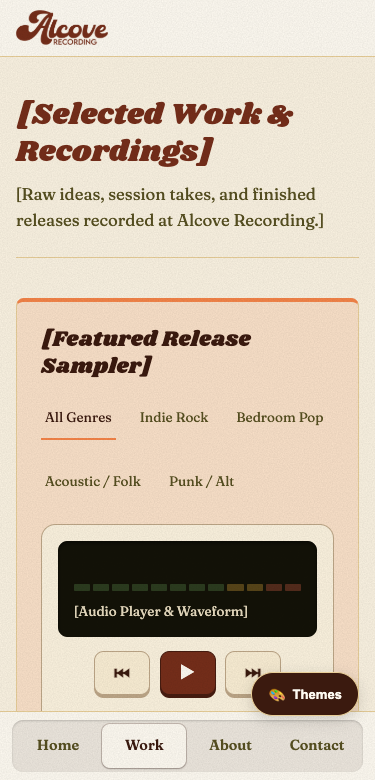 Alcove
RECORDING
[Selected Work &
Recordings]
[Raw ideas, session takes, and finished
releases recorded at Alcove Recording.]
[Featured Release
Sampler]
All Genres Indie Rock Bedroom Pop
Acoustic / Folk Punk / Alt
[Audio Player & Waveform]
Themes
Home Work About Contact